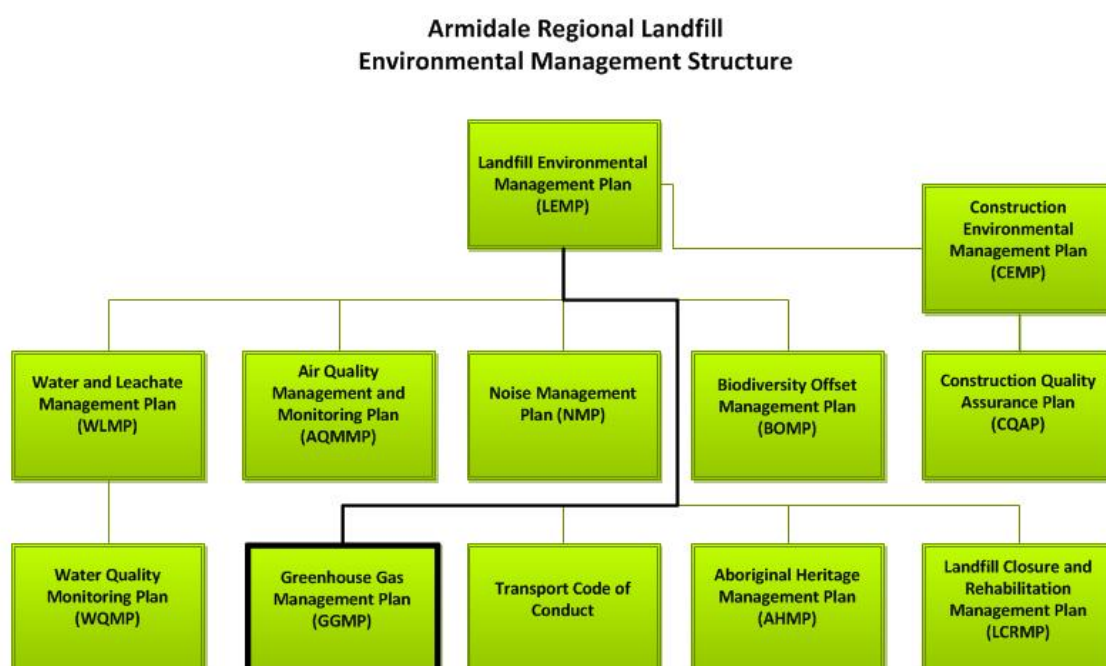 Armidale Regional Landfill
Environmental Management Structure
Landfill Environmental
Management Plan
(LEMP)
Construction
Environmental
Management Plan
(CEMP)
Water and Leachate
Management Plan
(WLMP)
Air Quality
Management and
Monitoring Plan
(AQMMP)
Noise Management
Plan (NMP)
Biodiversity Offset
Management Plan
(BOMP)
Construction Quality
Assurance Plan
(CQAP)
Water Quality
Monitoring Plan
(WQMP)
Greenhouse Gas
Management Plan
(GGMP)
Transport Code of
Conduct
Aboriginal Heritage
Management Plan
(AHMP)
Landfill Closure and
Rehabilitation
Management Plan
(LCRMP)